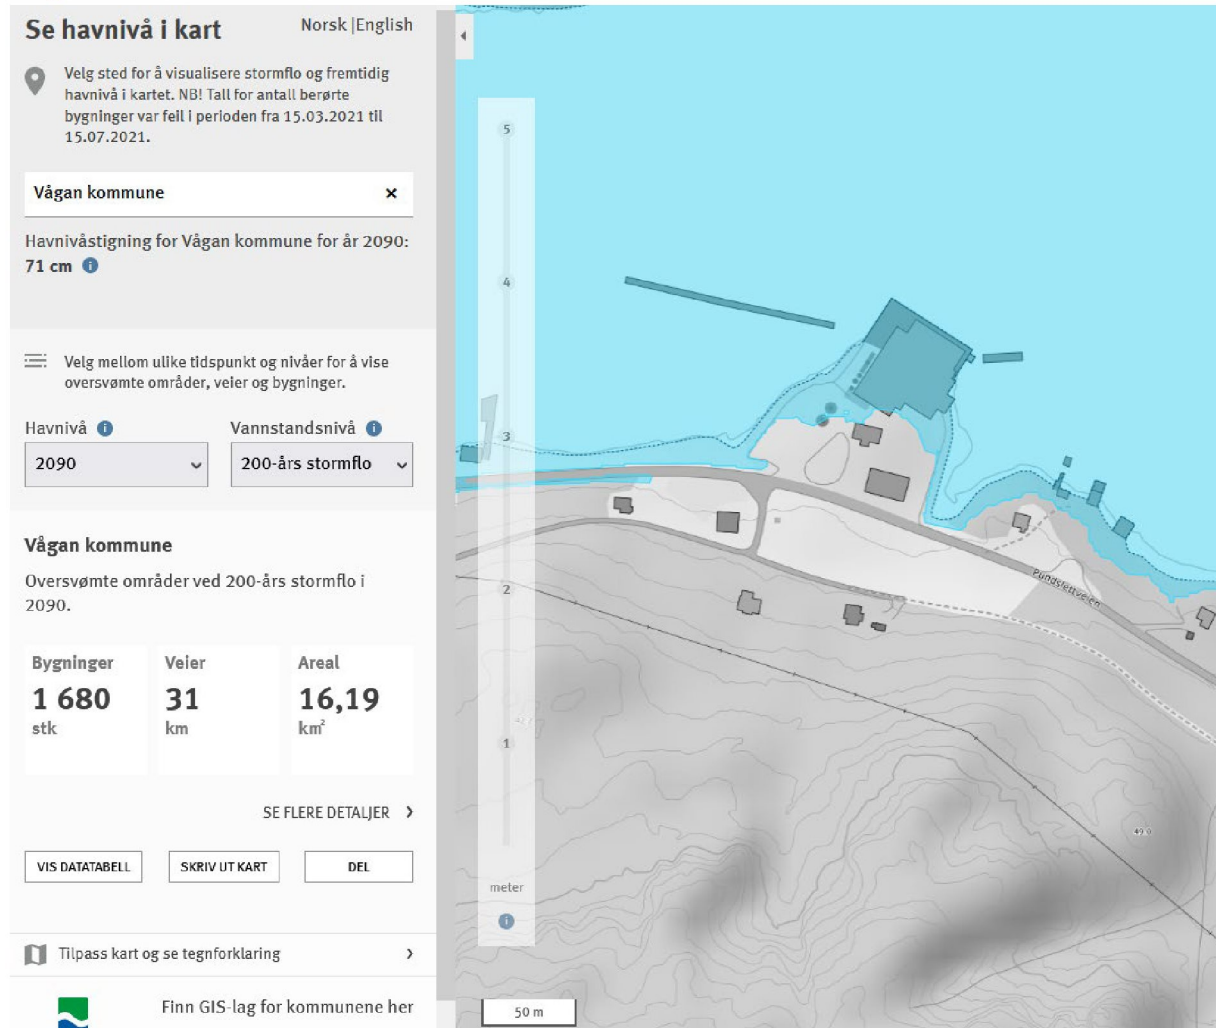 Se havnivå i kart
Norsk |English
Velg sted for å visualisere stormflo og fremtidig
havnivå i kartet. NB! Tall for antall berørte
bygninger var feil i perioden fra 15.03.2021 til
15.07.2021.
Vågan kommune
Havnivåstigning for Vågan kommune for år 2090:
71 cm
Velg mellom ulike tidspunkt og nivåer for å vise
oversvømte områder, veier og bygninger.
Havnivå
Vannstandsnivå
2090
200-års stormflo
Vågan kommune
Oversvømte områder ved 200-års stormflo i
2090.
Bygninger
1 680
stk
Veier
31
km
Areal
16,19
km²
SE FLERE DETALJER
VIS DATATABELL
SKRIV UT KART
DEL
Tilpass kart og se tegnforklaring
Finn GIS-lag for kommunene her
5
4
3
2
1
meter
50 m
Pundslettveien
49.0